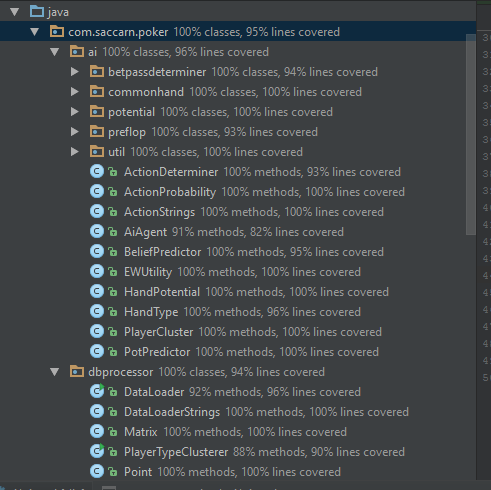 java
com.saccarn.poker 100% classes, 95% lines covered
ai 100% classes, 96% lines covered
betpassdeterminer 100% classes, 94% lines covered
commonhand 100% classes, 100% lines covered
potential 100% classes, 100% lines covered
preflop 100% classes, 93% lines covered
util 100% classes, 100% lines covered
ActionDeterminer 100% methods, 93% lines covered
ActionProbability 100% methods, 100% lines covered
ActionStrings 100% methods, 100% lines covered
AiAgent 91% methods, 82% lines covered
BeliefPredictor 100% methods, 95% lines covered
EWUtility 100% methods, 100% lines covered
HandPotential 100% methods, 100% lines covered
HandType 100% methods, 96% lines covered
PlayerCluster 100% methods, 100% lines covered
PotPredictor 100% methods, 100% lines covered
dbprocessor 100% classes, 94% lines covered
DataLoader 92% methods, 96% lines covered
DataLoaderStrings 100% methods, 100% lines covered
Matrix 100% methods, 100% lines covered
PlayerTypeClusterer 88% methods, 90% lines covered
Point 100% methods, 100% lines covered